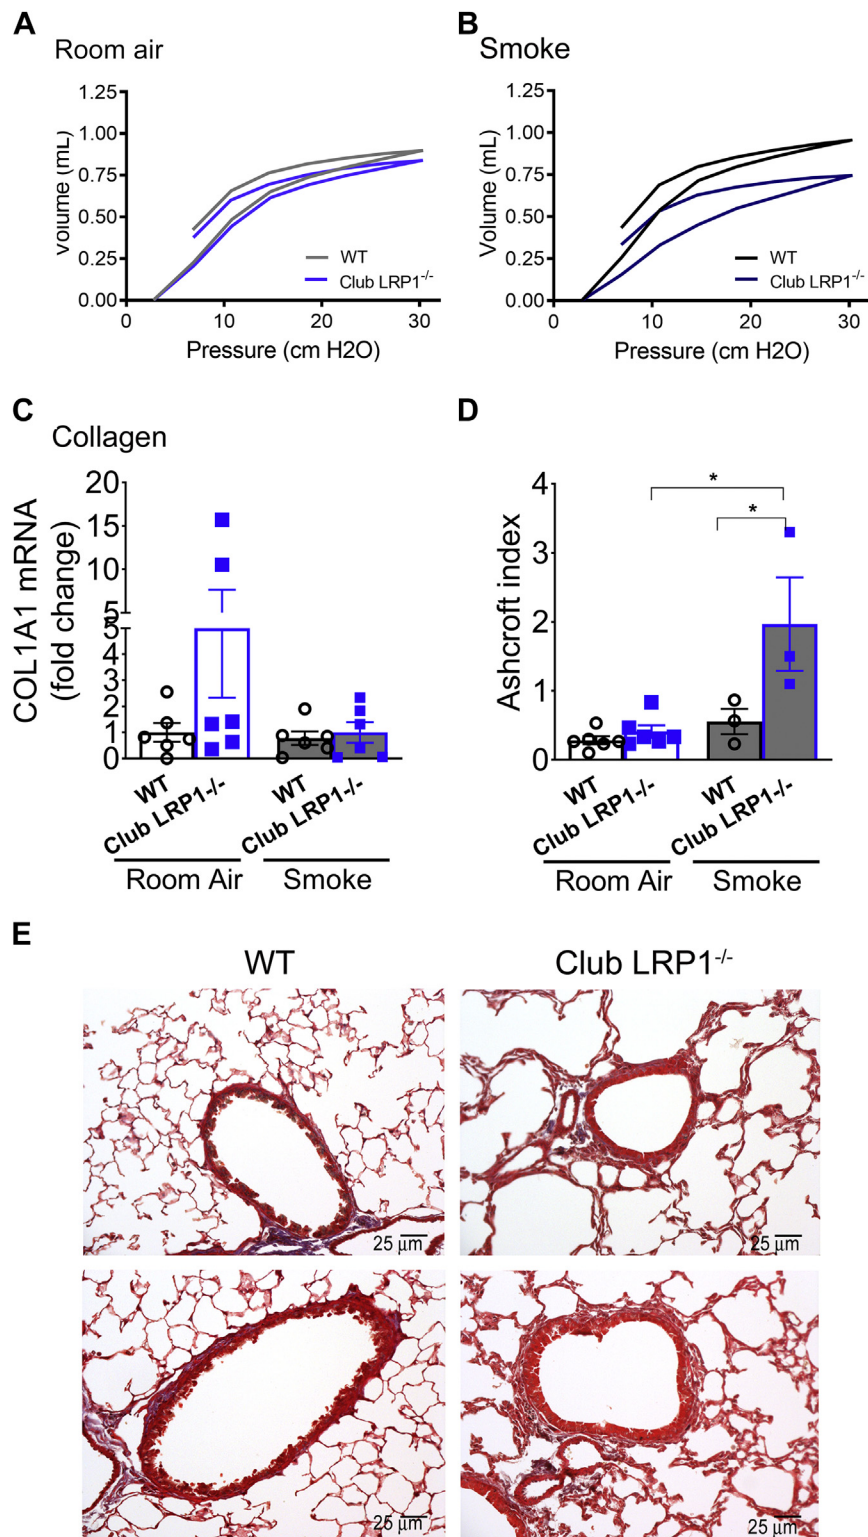 A
Room air
1.25
1.00
0.75
0.50
0.25
0.00
Volume (mL)
WT
Club LRP1-/-
0
10
20
30
Pressure (cm H2O)
B
Smoke
1.25
1.00
0.75
0.50
0.25
0.00
Volume (mL)
WT
Club LRP1-/-
0
10
20
30
Pressure (cm H2O)
C
Collagen
COL1A1 mRNA
(fold change)
20
15
10
5
5
4
3
2
1
0
WT
Club LRP1-/-
WT
Club LRP1-/-
Room Air
Smoke
D
Ashcroft index
4
3
2
1
0
*
*
WT
Club LRP1-/-
WT
Club LRP1-/-
Room Air
Smoke
E
WT
Club LRP1-/-
25 μm
25 μm
25 μm
25 μm